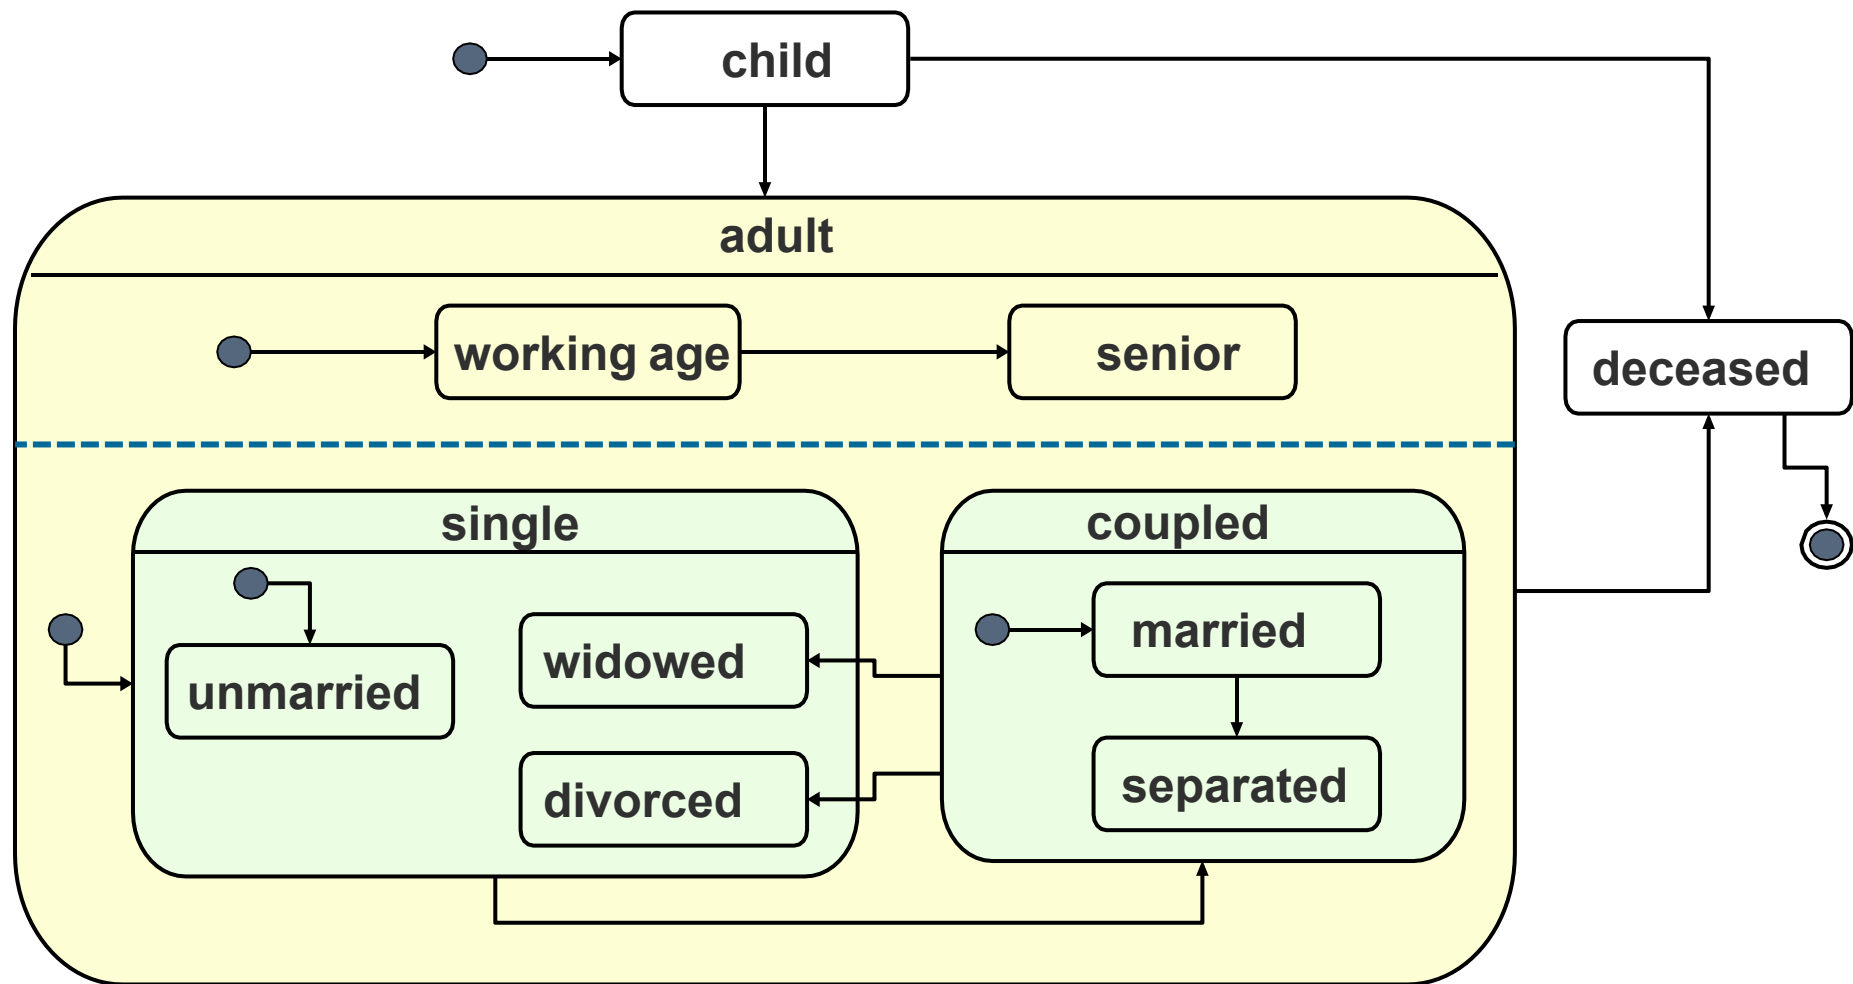 child
adult
working age
senior
deceased
single
coupled
unmarried
widowed
married
divorced
separated